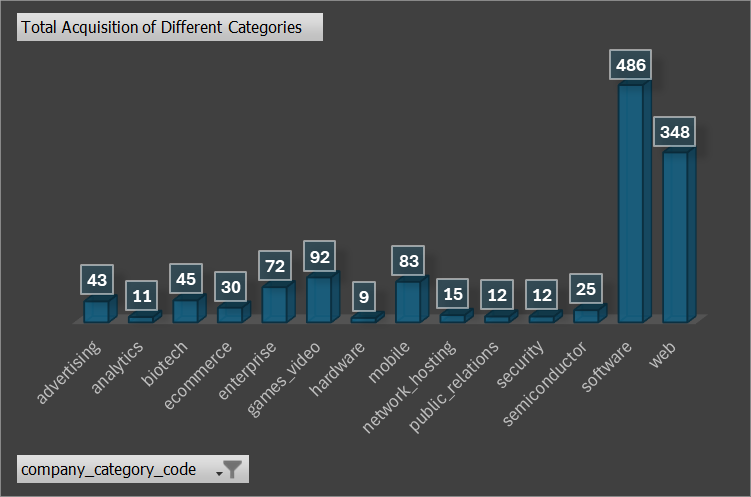 Total Acquisition of Different Categories
486
348
92
83
72
43
45
30
25
11
9
15
12
12
advertising
analytics
biotech
ecommerce
enterprise
games_video
hardware
mobile
network_hosting
public_relations
security
semiconductor
software
web
company_category_code